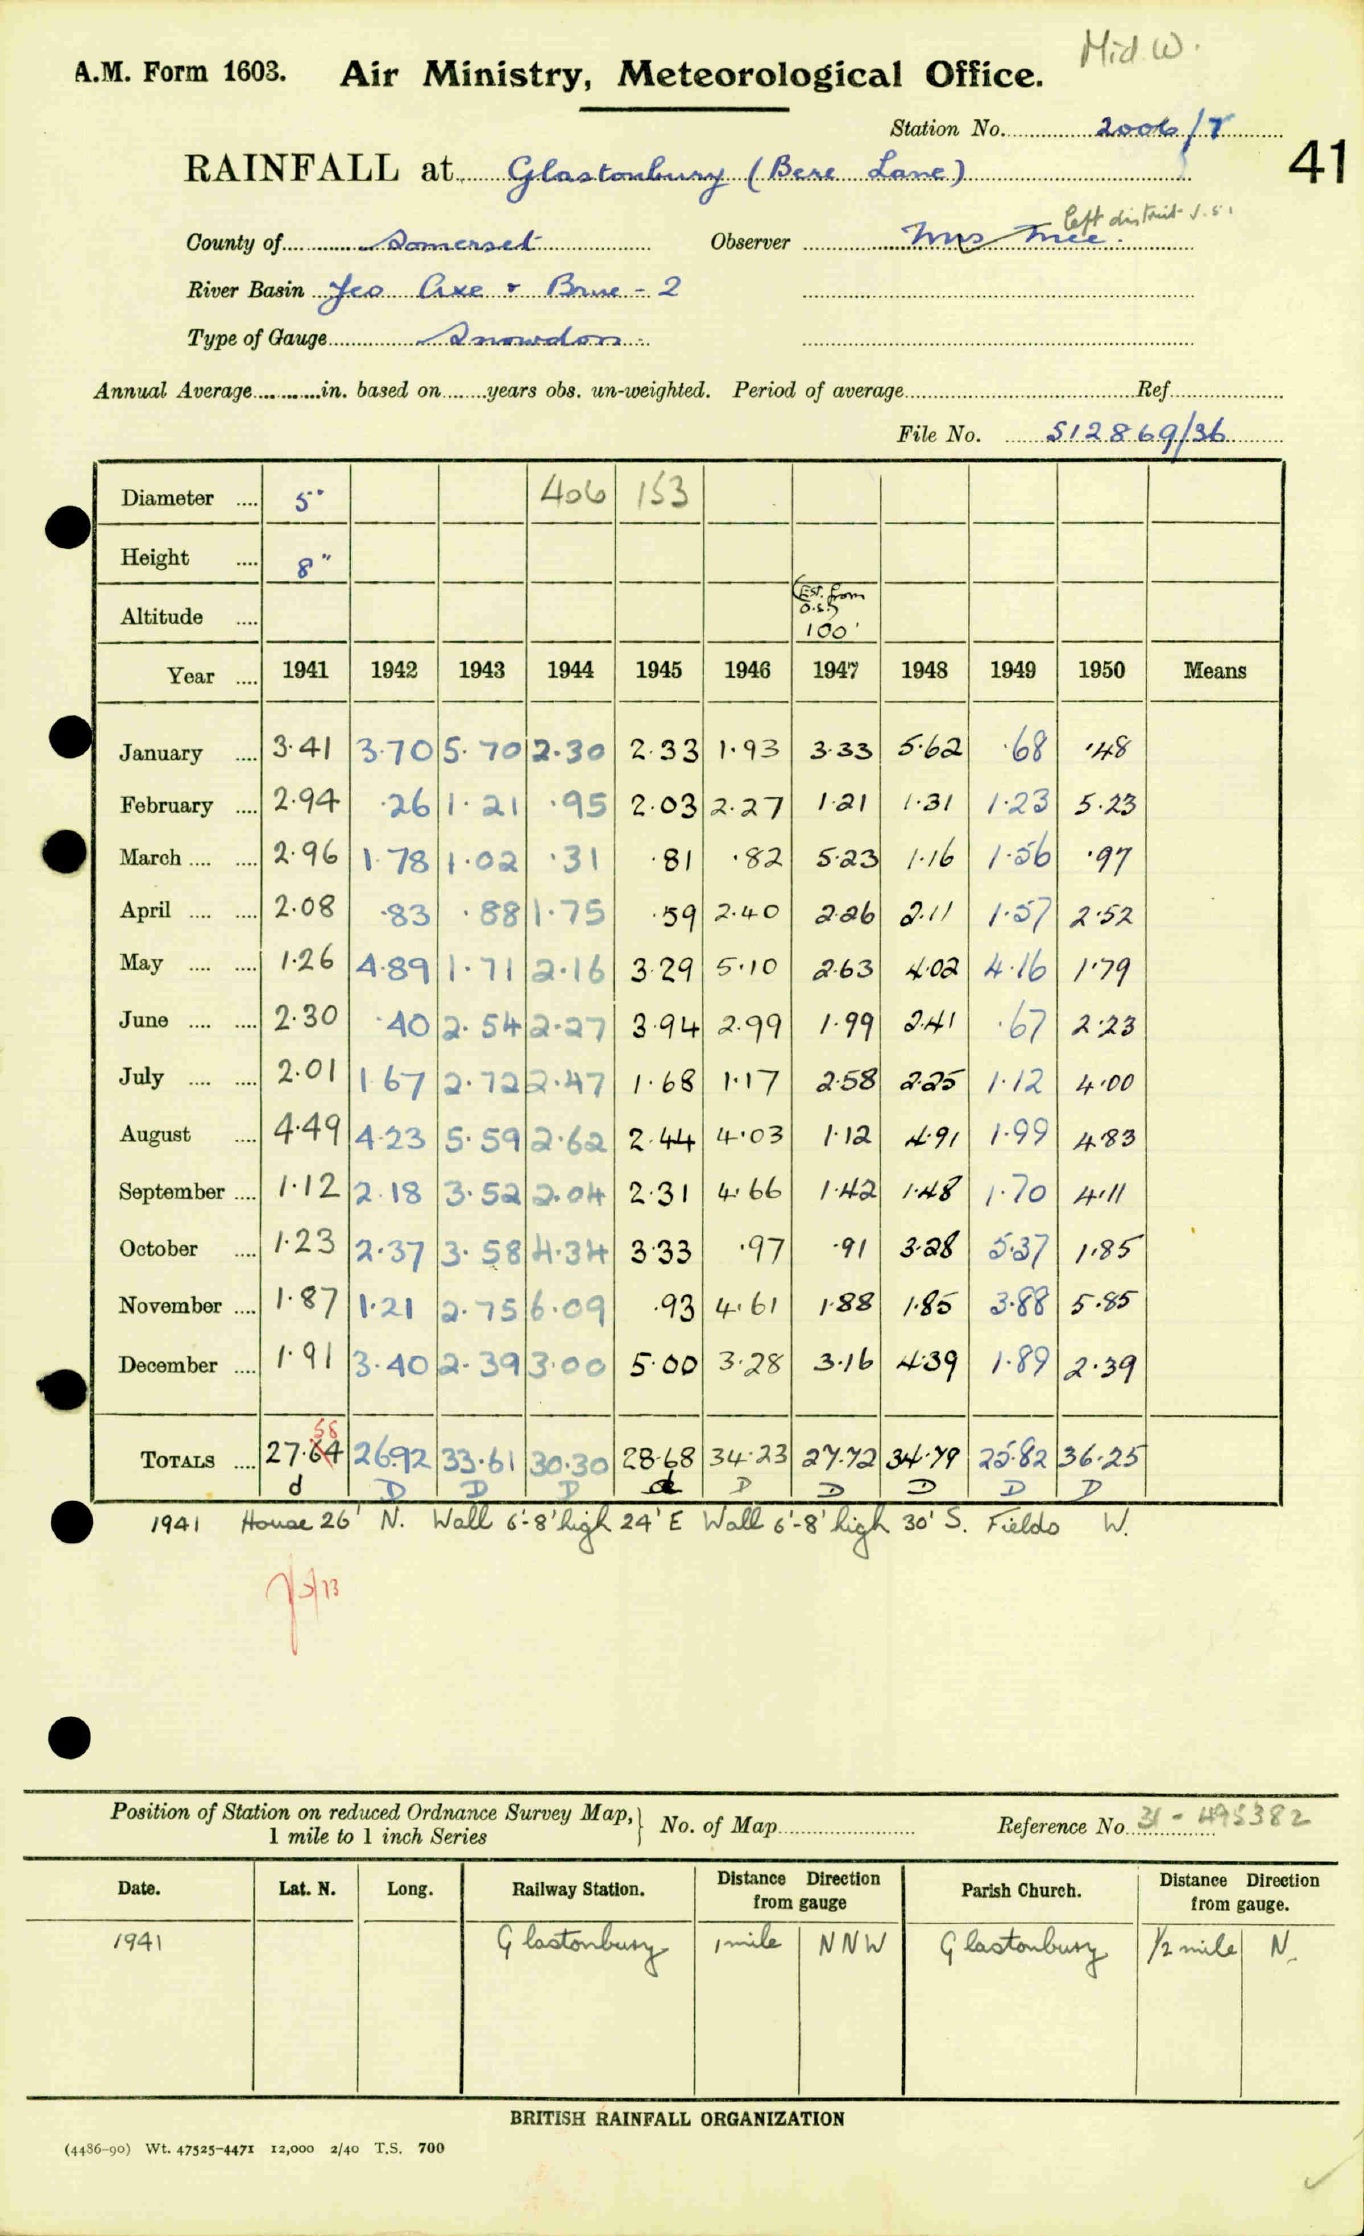 Mid W.
A.M. Form 1603. Air Ministry, Meteorological Office.
Station No. 2006/7
41
RAINFALL at Glastonbury (Bere Lane)
left district
County of Somerset Observer Mrs Mee.
River Basin Yeo Axe & Brue - 2
Type of Gauge Snowdon
Annual Average in. based on years obs. un-weighted. Period of average Ref.
File No. S12869/36
Diameter 5" 406 153
Height 8"
Altitude (Est. from O.S.) 100'
Year 1941 1942 1943 1944 1945 1946 1947 1948 1949 1950 Means
January 3.41 3.70 5.70 2.30 2.33 1.93 3.33 5.62 .68 .48
February 2.94 .26 1.21 .95 2.03 2.27 1.21 1.31 1.23 5.23
March 2.96 1.78 1.02 .31 .81 .82 5.23 1.16 1.56 .97
April 2.08 .83 .88 1.75 .59 2.40 2.26 2.11 1.57 2.52
May 1.26 4.89 1.71 2.16 3.29 5.10 2.63 4.02 4.16 1.79
June 2.30 .40 2.54 2.27 3.94 2.99 1.99 2.41 .67 2.23
July 2.01 1.67 2.72 2.47 1.68 1.17 2.58 2.25 1.12 4.00
August 4.49 4.23 5.59 2.62 2.44 4.03 1.12 4.91 1.99 4.83
September 1.12 2.18 3.52 2.04 2.31 4.66 1.42 1.48 1.70 4.11
October 1.23 2.37 3.58 4.34 3.33 .97 .91 3.28 5.37 1.85
November 1.87 1.21 2.75 6.09 .93 4.61 1.88 1.85 3.88 5.85
December 1.91 3.40 2.39 3.00 5.00 3.28 3.16 4.39 1.89 2.39
58
TOTALS 27.64 26.92 33.61 30.30 28.68 34.23 27.72 34.79 25.82 36.25
d D D D d D D D D D
1941 House 26' N. Wall 6'-8' high 24' E Wall 6'-8' high 30' S. Fields W.
Position of Station on reduced Ordnance Survey Map, 1 mile to 1 inch Series No. of Map Reference No. 31 - 495382
Date. Lat. N. Long. Railway Station. Distance Direction from gauge Parish Church. Distance Direction from gauge.
1941 Glastonbury 1 mile NNW Glastonbury 1/2 mile N.
BRITISH RAINFALL ORGANIZATION
(4486-90) Wt. 47525-4471 12,000 2/40 T.S. 700